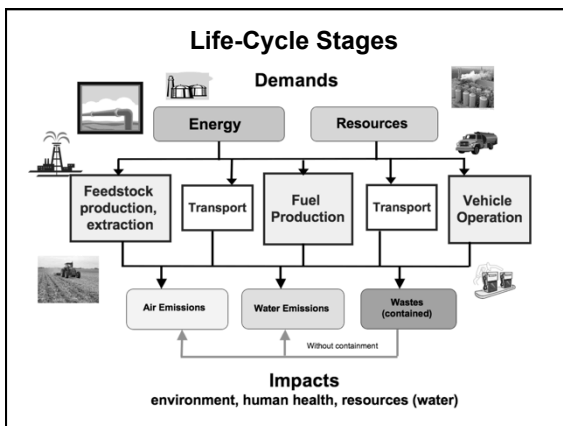 Life-Cycle Stages
Demands
Energy
Resources
Feedstock
production,
extraction
Transport
Fuel
Production
Transport
Vehicle
Operation
Air Emissions
Water Emissions
Wastes
(contained)
Without containment
Impacts
environment, human health, resources (water)